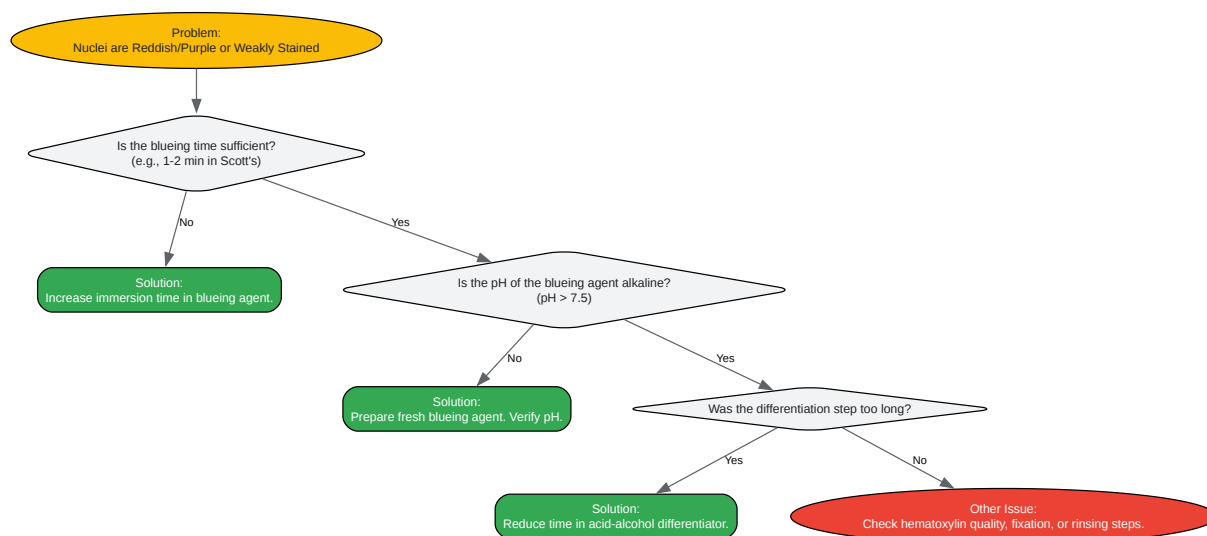 Problem:
Nuclei are Reddish/Purple or Weakly Stained
Is the blueing time sufficient?
(e.g., 1-2 min in Scott's)
No
Yes
Solution:
Increase immersion time in blueing agent.
Is the pH of the blueing agent alkaline?
(pH > 7.5)
No
Yes
Solution:
Prepare fresh blueing agent. Verify pH.
Was the differentiation step too long?
Yes
No
Solution:
Reduce time in acid-alcohol differentiator.
Other Issue:
Check hematoxylin quality, fixation, or rinsing steps.